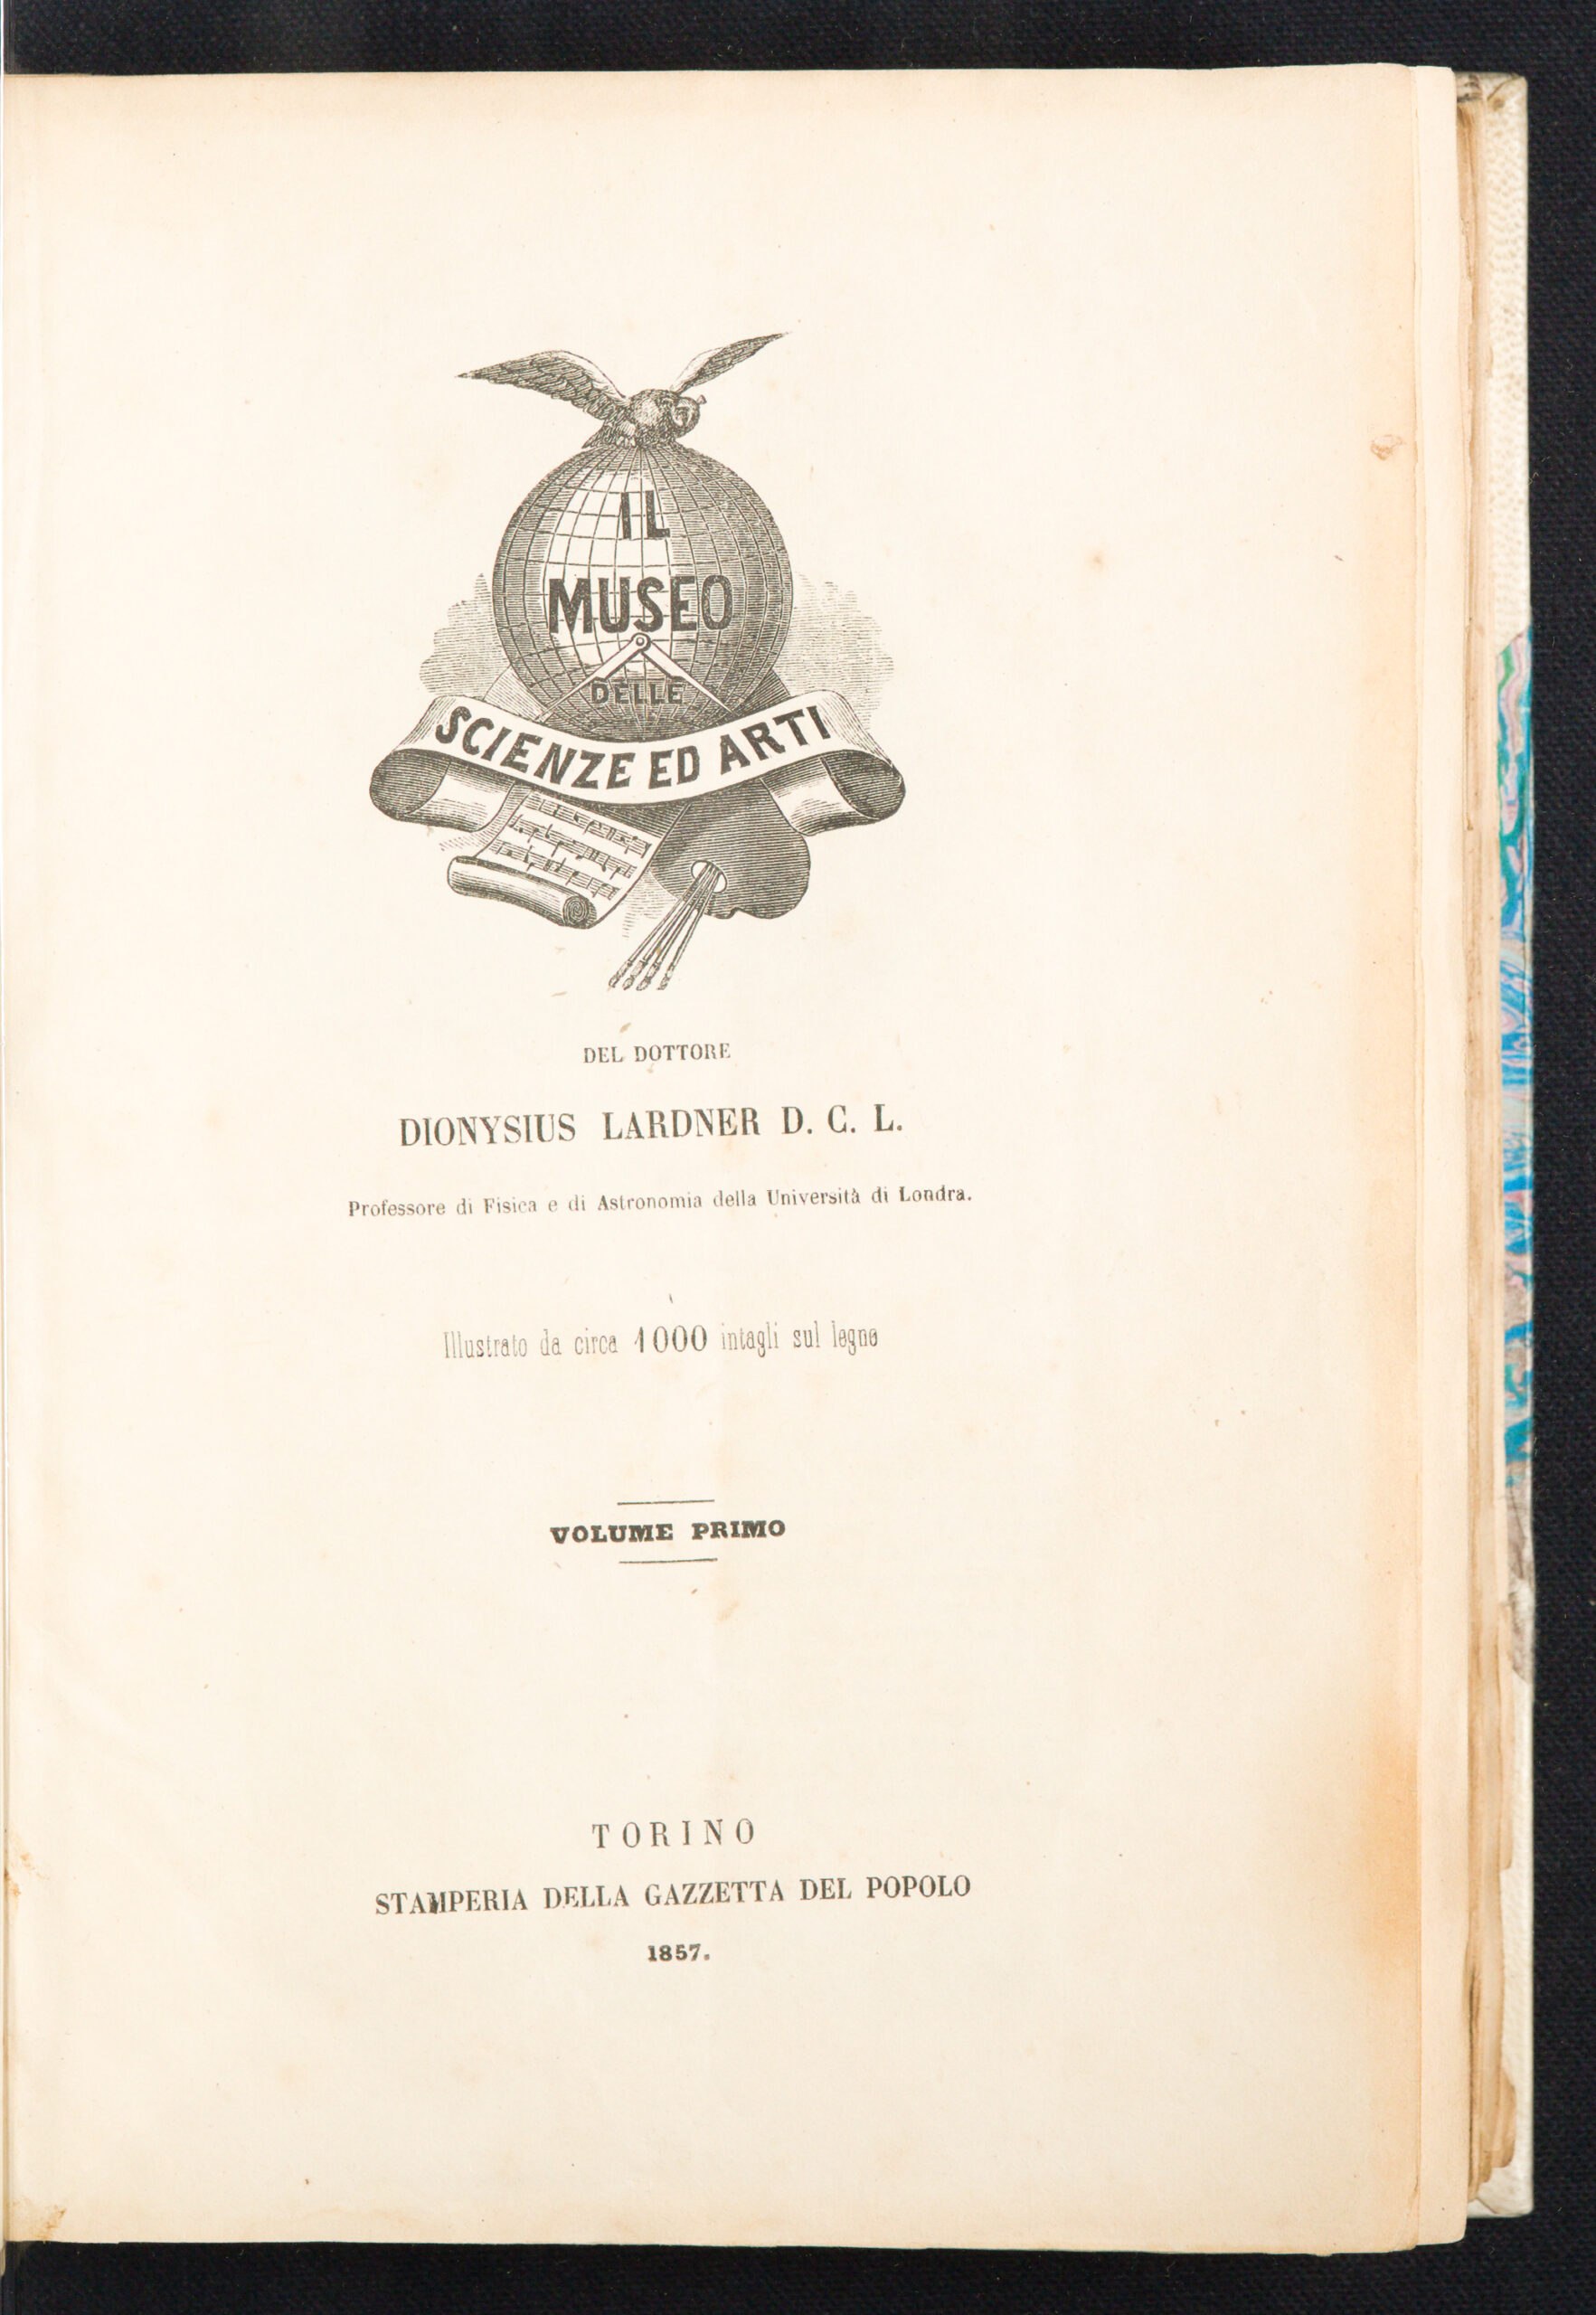 IL
MUSEO
DELLE
SCIENZE ED ARTI
DEL DOTTORE
DIONYSIUS LARDNER D. C. L.
Professore di Fisica e di Astronomia della Università di Londra.
Illustrato da circa 1000 intagli sul legno
VOLUME PRIMO
TORINO
STAMPERIA DELLA GAZZETTA DEL POPOLO
1857.